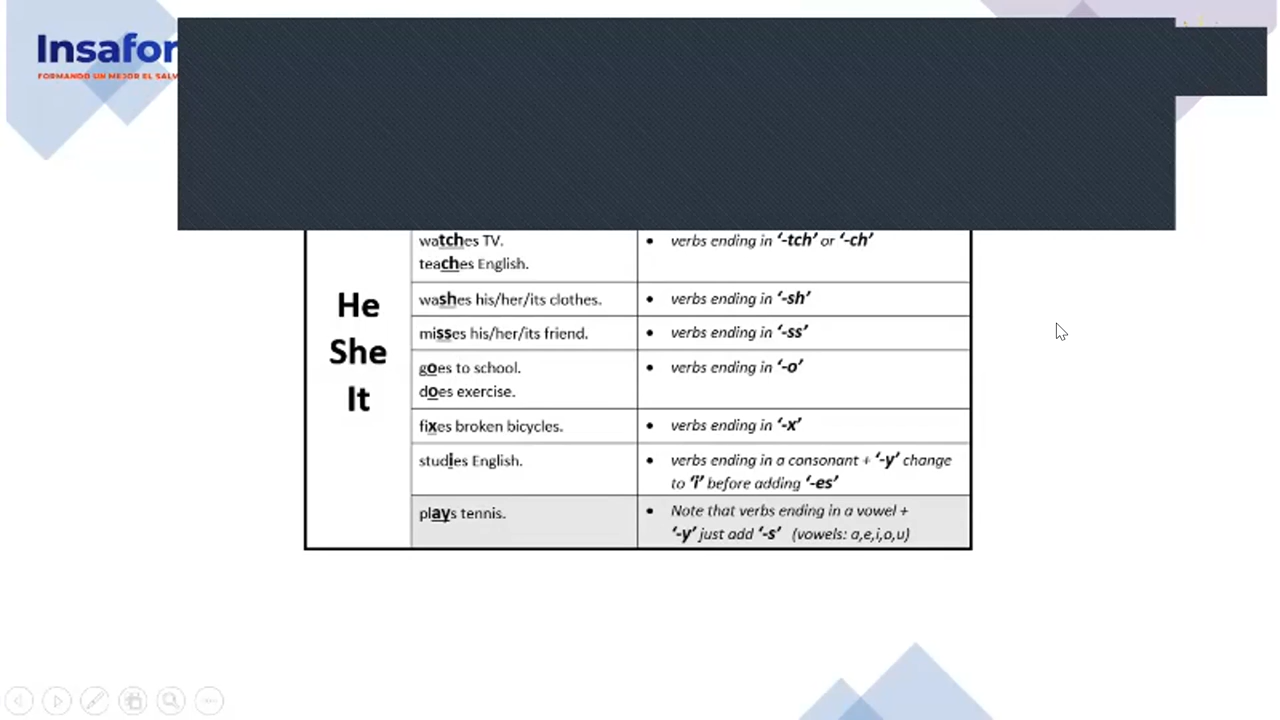 Insafor
FORMANDO UN MEJOR EL SALV
watches TV.
teaches English.
• verbs ending in ‘-tch’ or ‘-ch’
He
She
It
washes his/her/its clothes.
• verbs ending in ‘-sh’
misses his/her/its friend.
• verbs ending in ‘-ss’
goes to school.
does exercise.
• verbs ending in ‘-o’
fixes broken bicycles.
• verbs ending in ‘-x’
studies English.
• verbs ending in a consonant + ‘-y’ change
to ‘i’ before adding ‘-es’
plays tennis.
• Note that verbs ending in a vowel +
‘-y’ just add ‘-s’ (vowels: a,e,i,o,u)